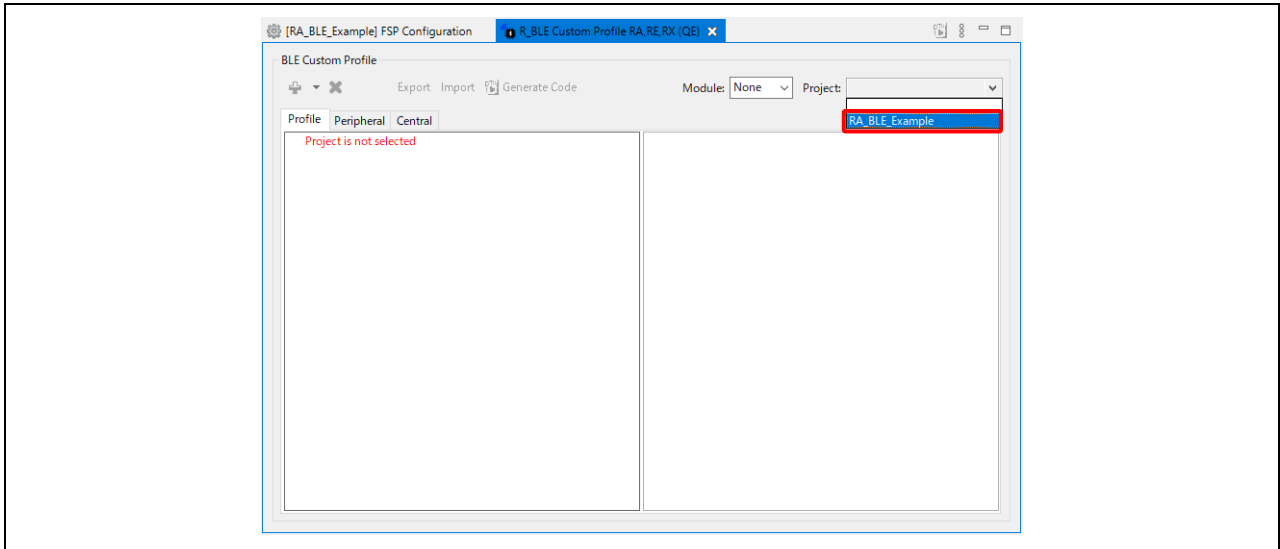 [RA_BLE_Example] FSP Configuration R_BLE Custom Profile RA,RE,RX (QE)
BLE Custom Profile
Export Import Generate Code Module: None Project:
Profile Peripheral Central RA_BLE_Example
Project is not selected